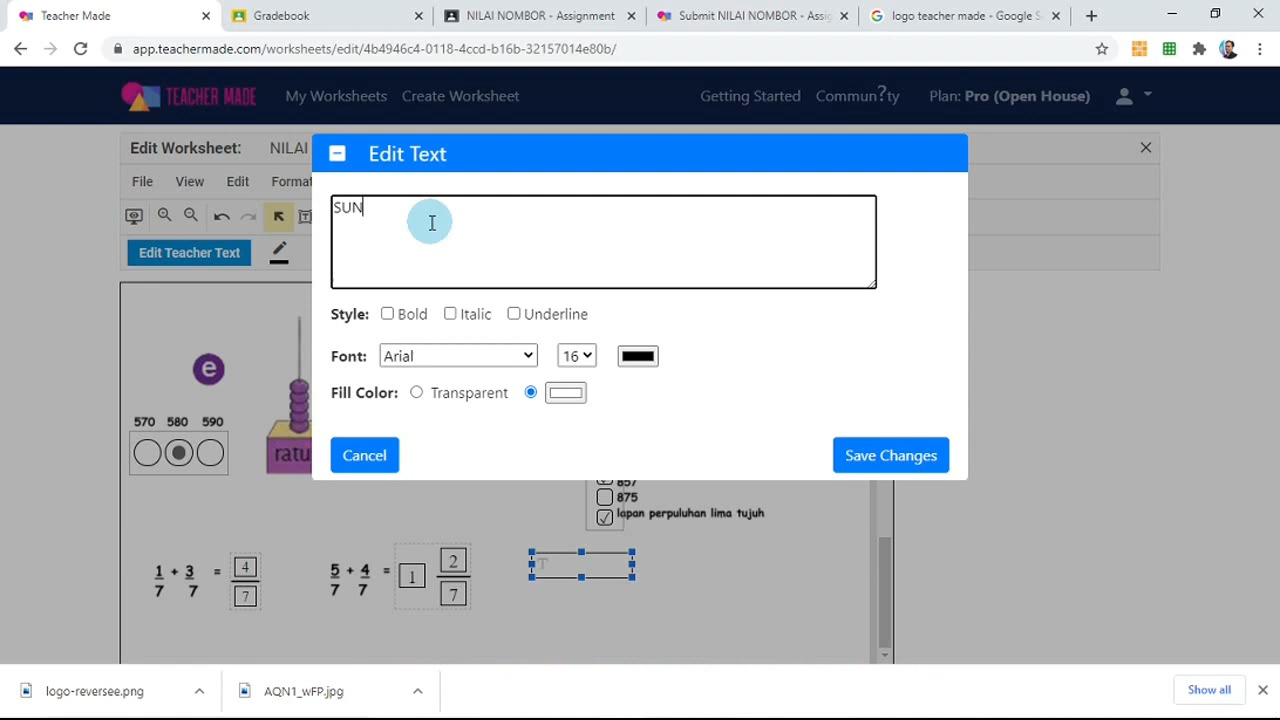 Teacher Made
Gradebook
NILAI NOMBOR - Assignment
Submit NILAI NOMBOR - Assig
logo teacher made - Google S
app.teachermade.com/worksheets/edit/4b4946c4-0118-4ccd-b16b-32157014e80b/
TEACHER MADE
My Worksheets
Create Worksheet
Getting Started
Commun?ty
Plan: Pro (Open House)
Edit Worksheet:
NILAI
Edit Text
File
View
Edit
Forma
SUN
Edit Teacher Text
Style:
Bold
Italic
Underline
Font:
Arial
16
Fill Color:
Transparent
Cancel
Save Changes
e
570 580 590
ratu
857
875
lapan perpuluhan lima tujuh
1/7 + 3/7 = 4/7
5/7 + 4/7 = 1 2/7
T
logo-reversee.png
AQN1_wFP.jpg
Show all